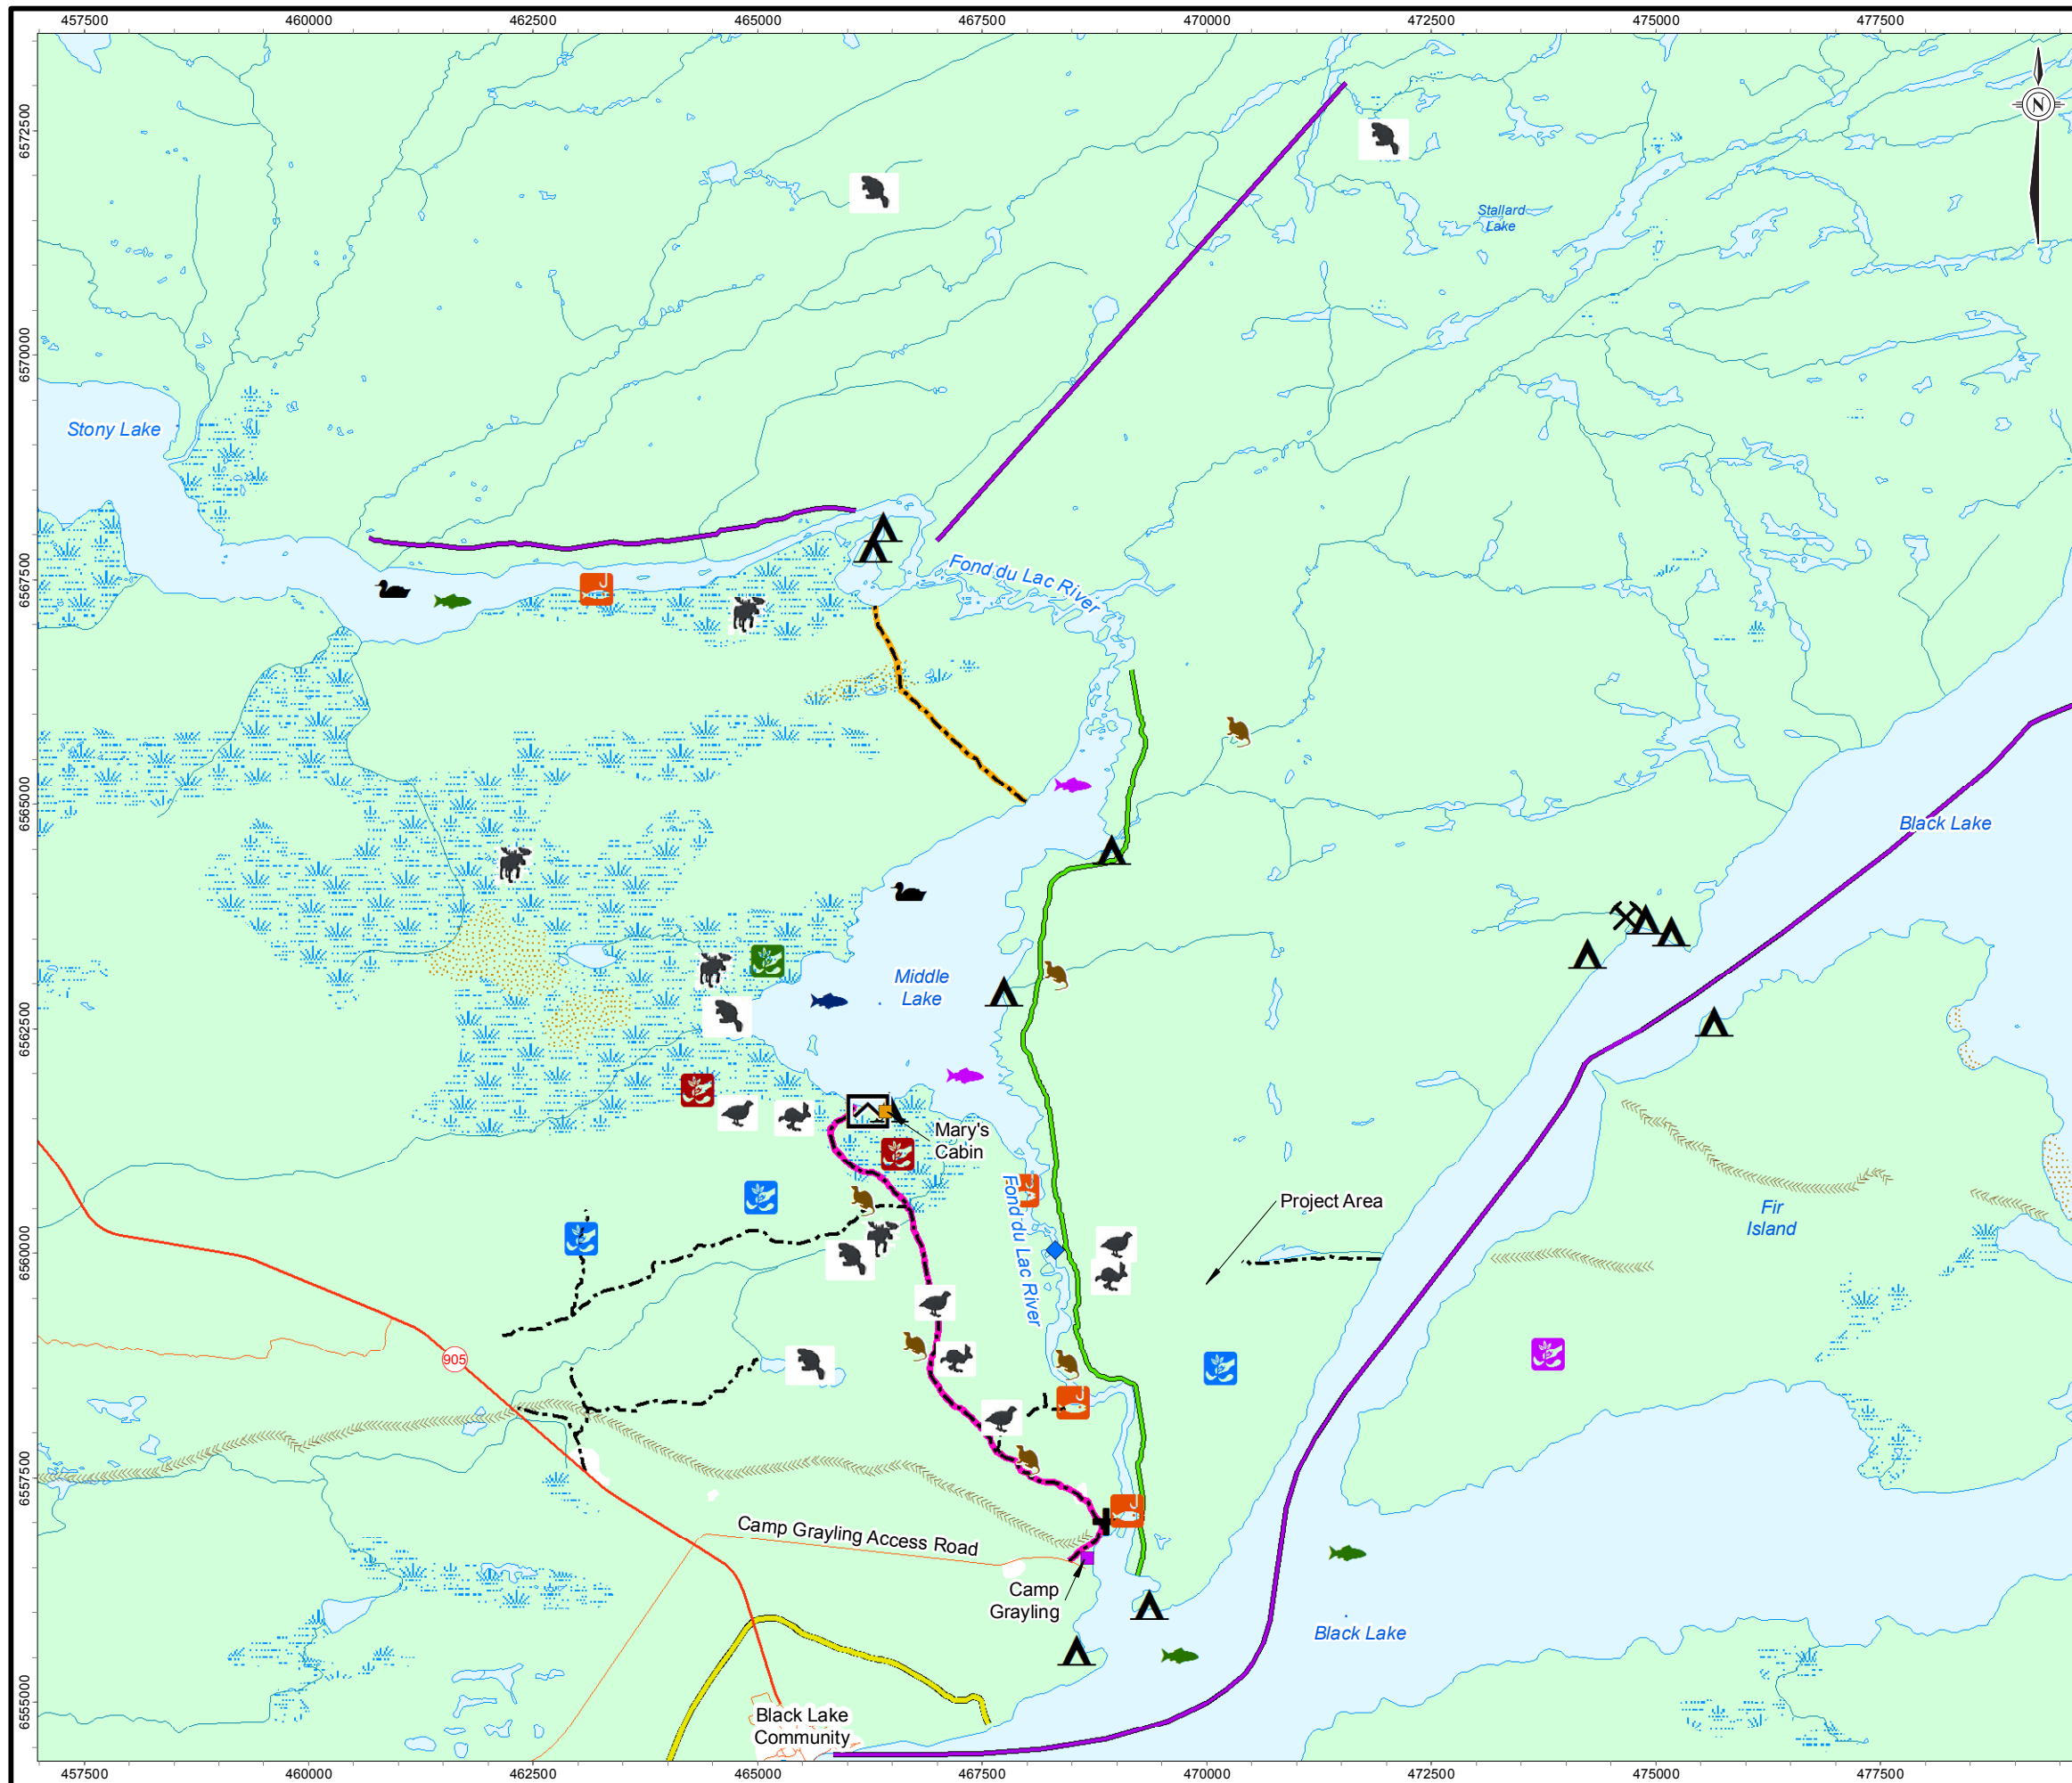 457500 460000 462500 465000 467500 470000 472500 475000 477500
N
6572500
Stallard
Lake
6570000
Stony Lake
6567500
Fond du Lac River
6565000
Black Lake
Middle
Lake
6562500
Mary's
Cabin
Project Area
Fir
Island
6560000
Fond du Lac River
905
6557500
Camp Grayling Access Road
Camp
Grayling
Black Lake
6555000
Black Lake
Community
457500 460000 462500 465000 467500 470000 472500 475000 477500